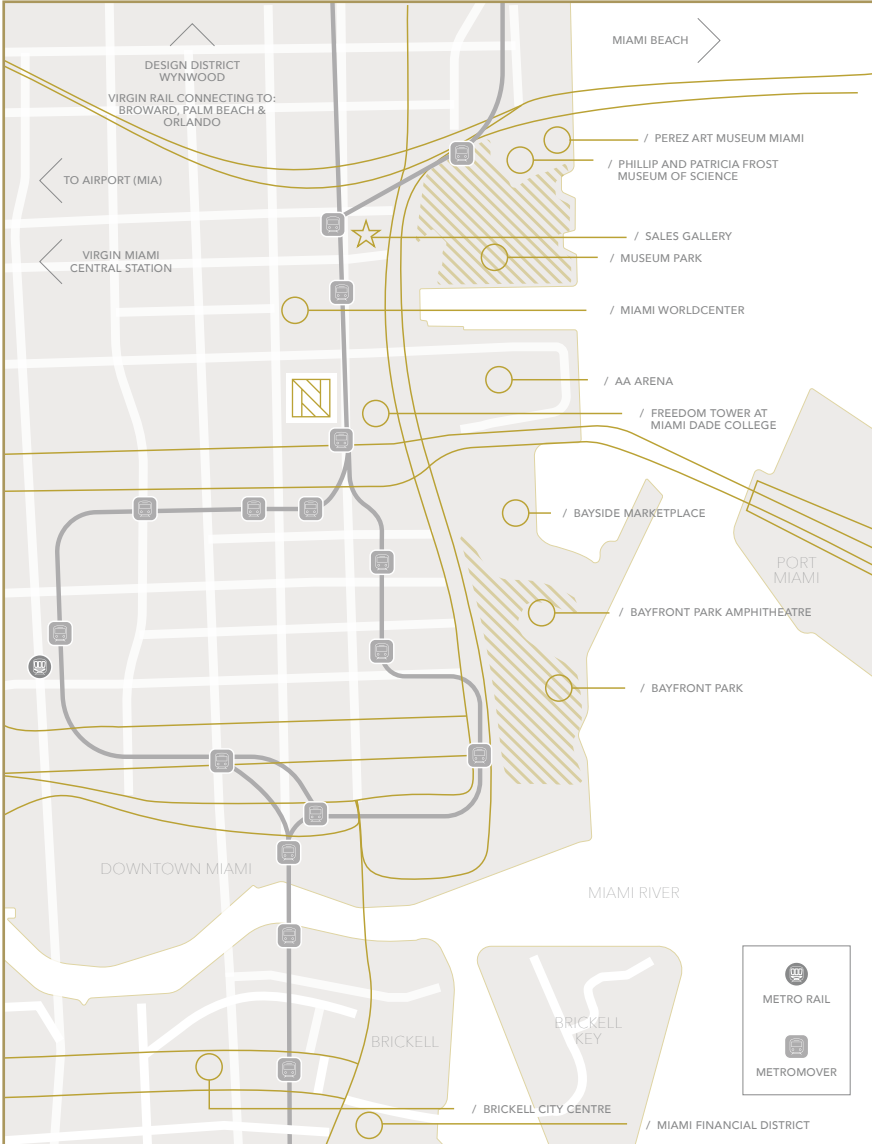 MIAMI BEACH
DESIGN DISTRICT
WYNWOOD
VIRGIN RAIL CONNECTING TO:
BROWARD, PALM BEACH &
ORLANDO
/ PEREZ ART MUSEUM MIAMI
/ PHILLIP AND PATRICIA FROST
MUSEUM OF SCIENCE
TO AIRPORT (MIA)
/ SALES GALLERY
VIRGIN MIAMI
CENTRAL STATION
/ MUSEUM PARK
/ MIAMI WORLDCENTER
/ AA ARENA
N
/ FREEDOM TOWER AT
MIAMI DADE COLLEGE
/ BAYSIDE MARKETPLACE
PORT
MIAMI
/ BAYFRONT PARK AMPHITHEATRE
/ BAYFRONT PARK
DOWNTOWN MIAMI
MIAMI RIVER
BRICKELL
BRICKELL
KEY
METRO RAIL
METROMOVER
/ BRICKELL CITY CENTRE
/ MIAMI FINANCIAL DISTRICT